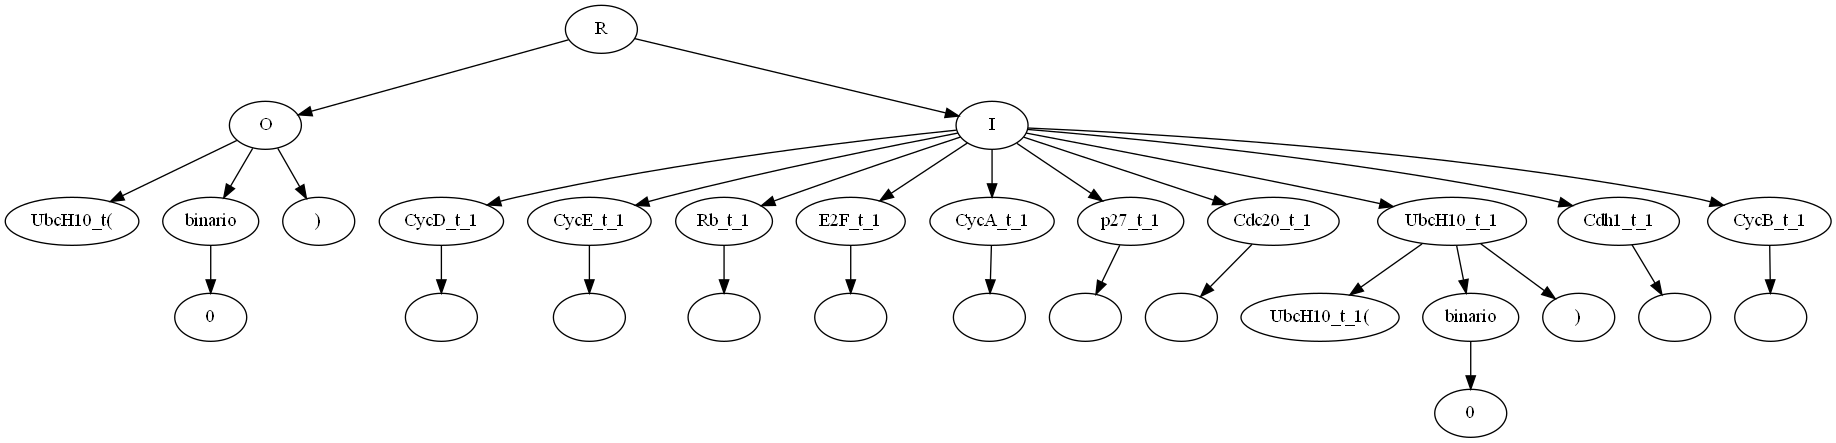 R
O
I
UbcH10_t(
binario
)
CycD_t_1
CycE_t_1
Rb_t_1
E2F_t_1
CycA_t_1
p27_t_1
Cdc20_t_1
UbcH10_t_1
Cdh1_t_1
CycB_t_1
0
UbcH10_t_1(
binario
)
0